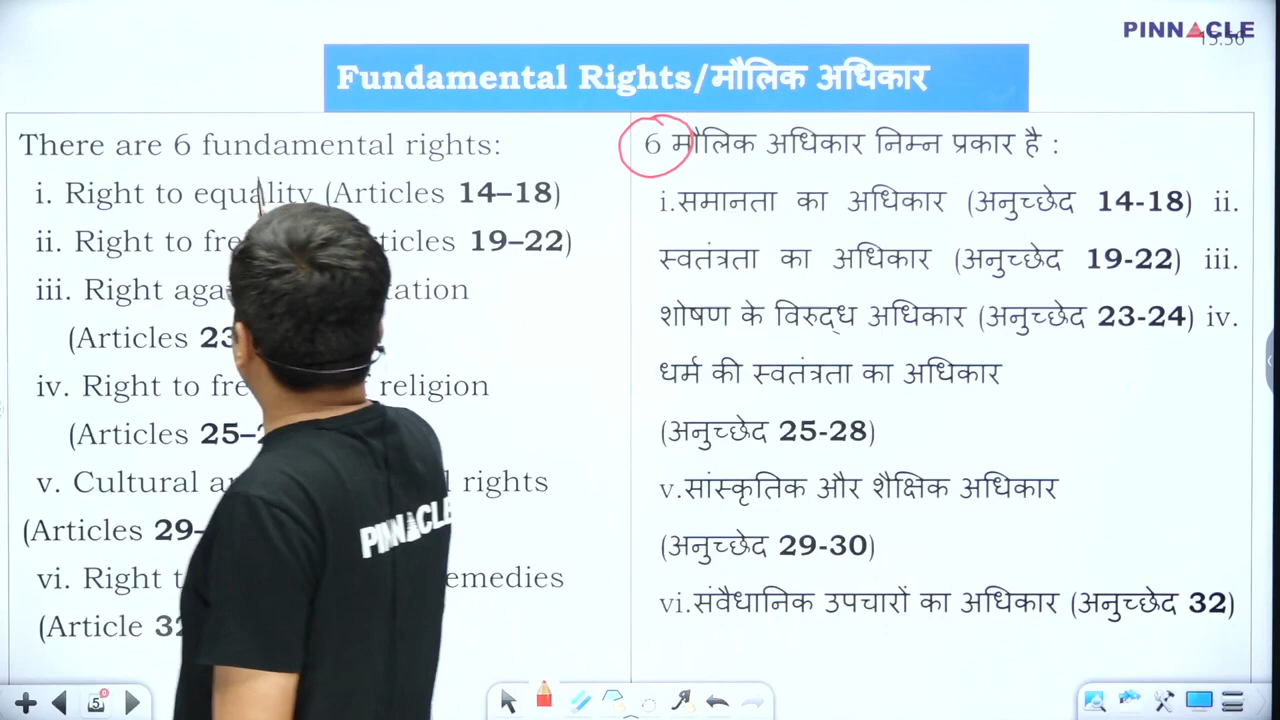 PINNACLE
Fundamental Rights/मौलिक अधिकार
There are 6 fundamental rights:
i. Right to equality (Articles 14–18)
ii. Right to fre ticles 19–22)
iii. Right aga tation
(Articles 23
iv. Right to fre religion
(Articles 25–2
v. Cultural a l rights
(Articles 29–
vi. Right t emedies
(Article 32
6 मौलिक अधिकार निम्न प्रकार है :
i.समानता का अधिकार (अनुच्छेद 14-18) ii.
स्वतंत्रता का अधिकार (अनुच्छेद 19-22) iii.
शोषण के विरुद्ध अधिकार (अनुच्छेद 23-24) iv.
धर्म की स्वतंत्रता का अधिकार
(अनुच्छेद 25-28)
v.सांस्कृतिक और शैक्षिक अधिकार
(अनुच्छेद 29-30)
vi.संवैधानिक उपचारों का अधिकार (अनुच्छेद 32)
PINNACLE
5